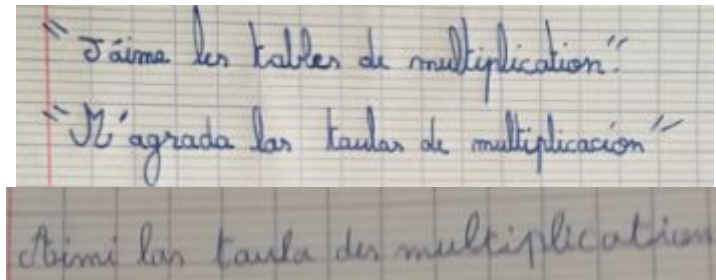 "J'aime les tables de multiplication".
"M'agrada las taulas de multiplicacion"
Aimi las taula des multiplication